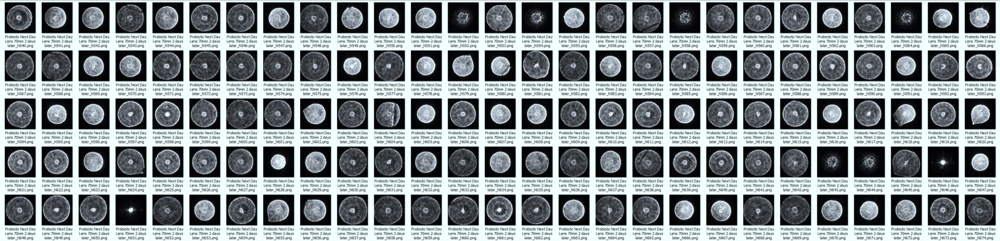 Probiotic Next Day
Lens 70mm 2 days
later_N540.png
Probiotic Next Day
Lens 70mm 2 days
later_N541.png
Probiotic Next Day
Lens 70mm 2 days
later_N542.png
Probiotic Next Day
Lens 70mm 2 days
later_N543.png
Probiotic Next Day
Lens 70mm 2 days
later_N544.png
Probiotic Next Day
Lens 70mm 2 days
later_N545.png
Probiotic Next Day
Lens 70mm 2 days
later_N546.png
Probiotic Next Day
Lens 70mm 2 days
later_N547.png
Probiotic Next Day
Lens 70mm 2 days
later_N548.png
Probiotic Next Day
Lens 70mm 2 days
later_N549.png
Probiotic Next Day
Lens 70mm 2 days
later_N550.png
Probiotic Next Day
Lens 70mm 2 days
later_N551.png
Probiotic Next Day
Lens 70mm 2 days
later_N552.png
Probiotic Next Day
Lens 70mm 2 days
later_N553.png
Probiotic Next Day
Lens 70mm 2 days
later_N554.png
Probiotic Next Day
Lens 70mm 2 days
later_N555.png
Probiotic Next Day
Lens 70mm 2 days
later_N556.png
Probiotic Next Day
Lens 70mm 2 days
later_N557.png
Probiotic Next Day
Lens 70mm 2 days
later_N558.png
Probiotic Next Day
Lens 70mm 2 days
later_N559.png
Probiotic Next Day
Lens 70mm 2 days
later_N560.png
Probiotic Next Day
Lens 70mm 2 days
later_N561.png
Probiotic Next Day
Lens 70mm 2 days
later_N562.png
Probiotic Next Day
Lens 70mm 2 days
later_N563.png
Probiotic Next Day
Lens 70mm 2 days
later_N564.png
Probiotic Next Day
Lens 70mm 2 days
later_N565.png
Probiotic Next Day
Lens 70mm 2 days
later_N566.png
Probiotic Next Day
Lens 70mm 2 days
later_N567.png
Probiotic Next Day
Lens 70mm 2 days
later_N568.png
Probiotic Next Day
Lens 70mm 2 days
later_N569.png
Probiotic Next Day
Lens 70mm 2 days
later_N570.png
Probiotic Next Day
Lens 70mm 2 days
later_N571.png
Probiotic Next Day
Lens 70mm 2 days
later_N572.png
Probiotic Next Day
Lens 70mm 2 days
later_N573.png
Probiotic Next Day
Lens 70mm 2 days
later_N574.png
Probiotic Next Day
Lens 70mm 2 days
later_N575.png
Probiotic Next Day
Lens 70mm 2 days
later_N576.png
Probiotic Next Day
Lens 70mm 2 days
later_N577.png
Probiotic Next Day
Lens 70mm 2 days
later_N578.png
Probiotic Next Day
Lens 70mm 2 days
later_N579.png
Probiotic Next Day
Lens 70mm 2 days
later_N580.png
Probiotic Next Day
Lens 70mm 2 days
later_N581.png
Probiotic Next Day
Lens 70mm 2 days
later_N582.png
Probiotic Next Day
Lens 70mm 2 days
later_N583.png
Probiotic Next Day
Lens 70mm 2 days
later_N584.png
Probiotic Next Day
Lens 70mm 2 days
later_N585.png
Probiotic Next Day
Lens 70mm 2 days
later_N586.png
Probiotic Next Day
Lens 70mm 2 days
later_N587.png
Probiotic Next Day
Lens 70mm 2 days
later_N588.png
Probiotic Next Day
Lens 70mm 2 days
later_N589.png
Probiotic Next Day
Lens 70mm 2 days
later_N590.png
Probiotic Next Day
Lens 70mm 2 days
later_N591.png
Probiotic Next Day
Lens 70mm 2 days
later_N592.png
Probiotic Next Day
Lens 70mm 2 days
later_N593.png
Probiotic Next Day
Lens 70mm 2 days
later_N594.png
Probiotic Next Day
Lens 70mm 2 days
later_N595.png
Probiotic Next Day
Lens 70mm 2 days
later_N596.png
Probiotic Next Day
Lens 70mm 2 days
later_N597.png
Probiotic Next Day
Lens 70mm 2 days
later_N598.png
Probiotic Next Day
Lens 70mm 2 days
later_N599.png
Probiotic Next Day
Lens 70mm 2 days
later_N600.png
Probiotic Next Day
Lens 70mm 2 days
later_N601.png
Probiotic Next Day
Lens 70mm 2 days
later_N602.png
Probiotic Next Day
Lens 70mm 2 days
later_N603.png
Probiotic Next Day
Lens 70mm 2 days
later_N604.png
Probiotic Next Day
Lens 70mm 2 days
later_N605.png
Probiotic Next Day
Lens 70mm 2 days
later_N606.png
Probiotic Next Day
Lens 70mm 2 days
later_N607.png
Probiotic Next Day
Lens 70mm 2 days
later_N608.png
Probiotic Next Day
Lens 70mm 2 days
later_N609.png
Probiotic Next Day
Lens 70mm 2 days
later_N610.png
Probiotic Next Day
Lens 70mm 2 days
later_N611.png
Probiotic Next Day
Lens 70mm 2 days
later_N612.png
Probiotic Next Day
Lens 70mm 2 days
later_N613.png
Probiotic Next Day
Lens 70mm 2 days
later_N614.png
Probiotic Next Day
Lens 70mm 2 days
later_N615.png
Probiotic Next Day
Lens 70mm 2 days
later_N616.png
Probiotic Next Day
Lens 70mm 2 days
later_N617.png
Probiotic Next Day
Lens 70mm 2 days
later_N618.png
Probiotic Next Day
Lens 70mm 2 days
later_N619.png
Probiotic Next Day
Lens 70mm 2 days
later_N620.png
Probiotic Next Day
Lens 70mm 2 days
later_N621.png
Probiotic Next Day
Lens 70mm 2 days
later_N622.png
Probiotic Next Day
Lens 70mm 2 days
later_N623.png
Probiotic Next Day
Lens 70mm 2 days
later_N624.png
Probiotic Next Day
Lens 70mm 2 days
later_N625.png
Probiotic Next Day
Lens 70mm 2 days
later_N626.png
Probiotic Next Day
Lens 70mm 2 days
later_N627.png
Probiotic Next Day
Lens 70mm 2 days
later_N628.png
Probiotic Next Day
Lens 70mm 2 days
later_N629.png
Probiotic Next Day
Lens 70mm 2 days
later_N630.png
Probiotic Next Day
Lens 70mm 2 days
later_N631.png
Probiotic Next Day
Lens 70mm 2 days
later_N632.png
Probiotic Next Day
Lens 70mm 2 days
later_N633.png
Probiotic Next Day
Lens 70mm 2 days
later_N634.png
Probiotic Next Day
Lens 70mm 2 days
later_N635.png
Probiotic Next Day
Lens 70mm 2 days
later_N636.png
Probiotic Next Day
Lens 70mm 2 days
later_N637.png
Probiotic Next Day
Lens 70mm 2 days
later_N638.png
Probiotic Next Day
Lens 70mm 2 days
later_N639.png
Probiotic Next Day
Lens 70mm 2 days
later_N640.png
Probiotic Next Day
Lens 70mm 2 days
later_N641.png
Probiotic Next Day
Lens 70mm 2 days
later_N642.png
Probiotic Next Day
Lens 70mm 2 days
later_N643.png
Probiotic Next Day
Lens 70mm 2 days
later_N644.png
Probiotic Next Day
Lens 70mm 2 days
later_N645.png
Probiotic Next Day
Lens 70mm 2 days
later_N646.png
Probiotic Next Day
Lens 70mm 2 days
later_N647.png
Probiotic Next Day
Lens 70mm 2 days
later_N648.png
Probiotic Next Day
Lens 70mm 2 days
later_N649.png
Probiotic Next Day
Lens 70mm 2 days
later_N650.png
Probiotic Next Day
Lens 70mm 2 days
later_N651.png
Probiotic Next Day
Lens 70mm 2 days
later_N652.png
Probiotic Next Day
Lens 70mm 2 days
later_N653.png
Probiotic Next Day
Lens 70mm 2 days
later_N654.png
Probiotic Next Day
Lens 70mm 2 days
later_N655.png
Probiotic Next Day
Lens 70mm 2 days
later_N656.png
Probiotic Next Day
Lens 70mm 2 days
later_N657.png
Probiotic Next Day
Lens 70mm 2 days
later_N658.png
Probiotic Next Day
Lens 70mm 2 days
later_N659.png
Probiotic Next Day
Lens 70mm 2 days
later_N660.png
Probiotic Next Day
Lens 70mm 2 days
later_N661.png
Probiotic Next Day
Lens 70mm 2 days
later_N662.png
Probiotic Next Day
Lens 70mm 2 days
later_N663.png
Probiotic Next Day
Lens 70mm 2 days
later_N664.png
Probiotic Next Day
Lens 70mm 2 days
later_N665.png
Probiotic Next Day
Lens 70mm 2 days
later_N666.png
Probiotic Next Day
Lens 70mm 2 days
later_N667.png
Probiotic Next Day
Lens 70mm 2 days
later_N668.png
Probiotic Next Day
Lens 70mm 2 days
later_N669.png
Probiotic Next Day
Lens 70mm 2 days
later_N670.png
Probiotic Next Day
Lens 70mm 2 days
later_N671.png
Probiotic Next Day
Lens 70mm 2 days
later_N672.png
Probiotic Next Day
Lens 70mm 2 days
later_N673.png
Probiotic Next Day
Lens 70mm 2 days
later_N674.png